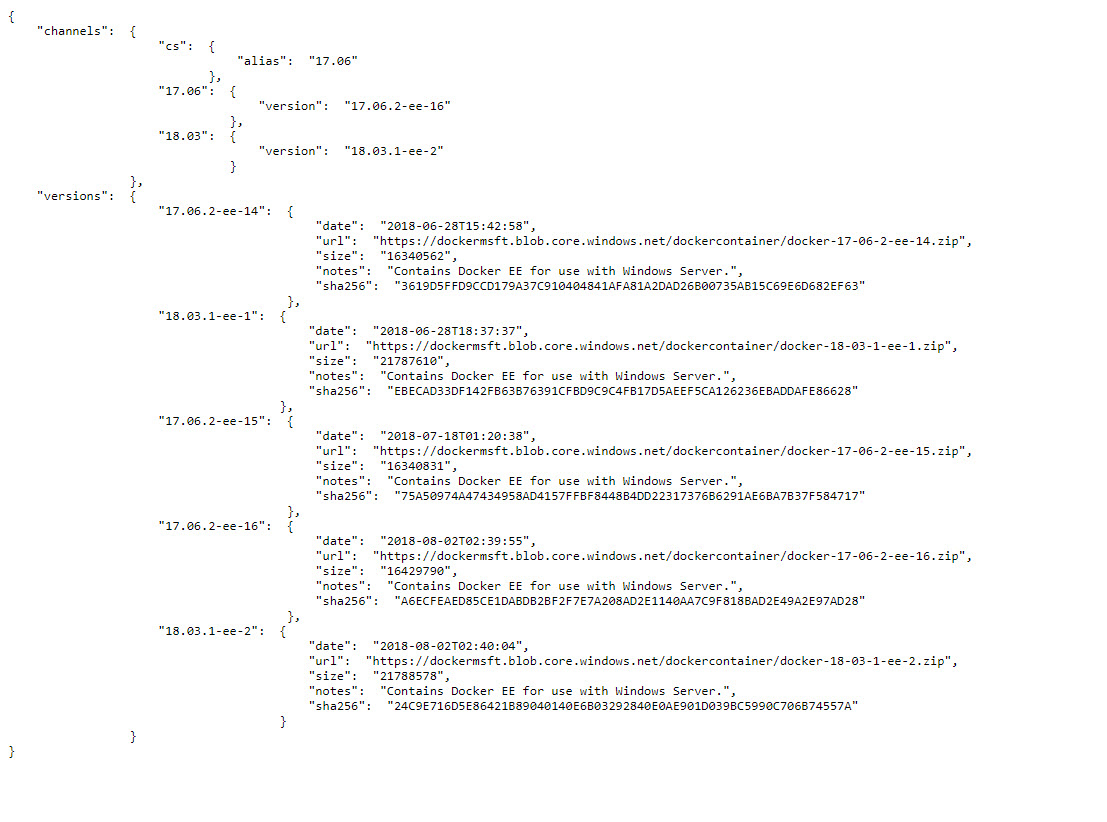 {
"channels": {
"cs": {
"alias": "17.06"
},
"17.06": {
"version": "17.06.2-ee-16"
},
"18.03": {
"version": "18.03.1-ee-2"
}
},
"versions": {
"17.06.2-ee-14": {
"date": "2018-06-28T15:42:58",
"url": "https://dockermsft.blob.core.windows.net/dockercontainer/docker-17-06-2-ee-14.zip",
"size": "16340562",
"notes": "Contains Docker EE for use with Windows Server.",
"sha256": "3619D5FFD9CCD179A37C910404841AFA81A2DAD26B00735AB15C69E6D682EF63"
},
"18.03.1-ee-1": {
"date": "2018-06-28T18:37:37",
"url": "https://dockermsft.blob.core.windows.net/dockercontainer/docker-18-03-1-ee-1.zip",
"size": "21787610",
"notes": "Contains Docker EE for use with Windows Server.",
"sha256": "EBECAD33DF142FB63B76391CFBD9C9C4FB17D5AEEF5CA126236EBADDAFE86628"
},
"17.06.2-ee-15": {
"date": "2018-07-18T01:20:38",
"url": "https://dockermsft.blob.core.windows.net/dockercontainer/docker-17-06-2-ee-15.zip",
"size": "16340831",
"notes": "Contains Docker EE for use with Windows Server.",
"sha256": "75A50974A47434958AD4157FFBF8448B4DD22317376B6291AE6BA7B37F584717"
},
"17.06.2-ee-16": {
"date": "2018-08-02T02:39:55",
"url": "https://dockermsft.blob.core.windows.net/dockercontainer/docker-17-06-2-ee-16.zip",
"size": "16429790",
"notes": "Contains Docker EE for use with Windows Server.",
"sha256": "A6ECFEAED85CE1DABDB2BF2F7E7A208AD2E1140AA7C9F818BAD2E49A2E97AD28"
},
"18.03.1-ee-2": {
"date": "2018-08-02T02:40:04",
"url": "https://dockermsft.blob.core.windows.net/dockercontainer/docker-18-03-1-ee-2.zip",
"size": "21788578",
"notes": "Contains Docker EE for use with Windows Server.",
"sha256": "24C9E716D5E86421B89040140E6B03292840E0AE901D039BC5990C706B74557A"
}
}
}